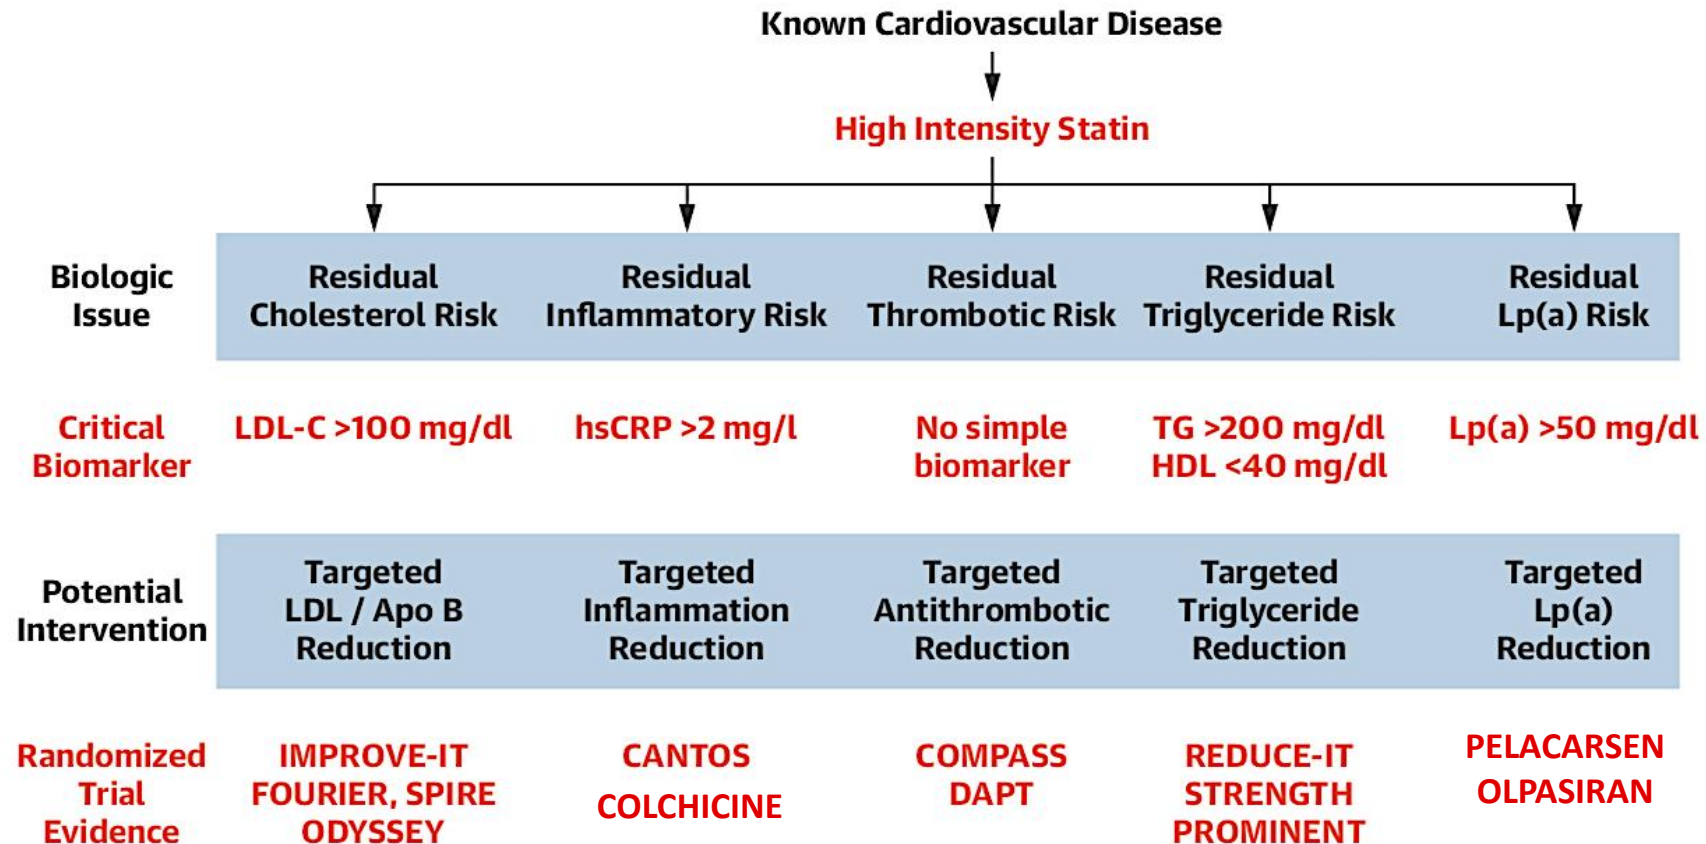 Known Cardiovascular Disease
High Intensity Statin
Biologic
Issue
Residual
Cholesterol Risk
Residual
Inflammatory Risk
Residual
Thrombotic Risk
Residual
Triglyceride Risk
Residual
Lp(a) Risk
Critical
Biomarker
LDL-C >100 mg/dl
hsCRP >2 mg/l
No simple
biomarker
TG >200 mg/dl
HDL <40 mg/dl
Lp(a) >50 mg/dl
Potential
Intervention
Targeted
LDL / Apo B
Reduction
Targeted
Inflammation
Reduction
Targeted
Antithrombotic
Reduction
Targeted
Triglyceride
Reduction
Targeted
Lp(a)
Reduction
Randomized
Trial
Evidence
IMPROVE-IT
FOURIER, SPIRE
ODYSSEY
CANTOS
COLCHICINE
COMPASS
DAPT
REDUCE-IT
STRENGTH
PROMINENT
PELACARSEN
OLPASIRAN